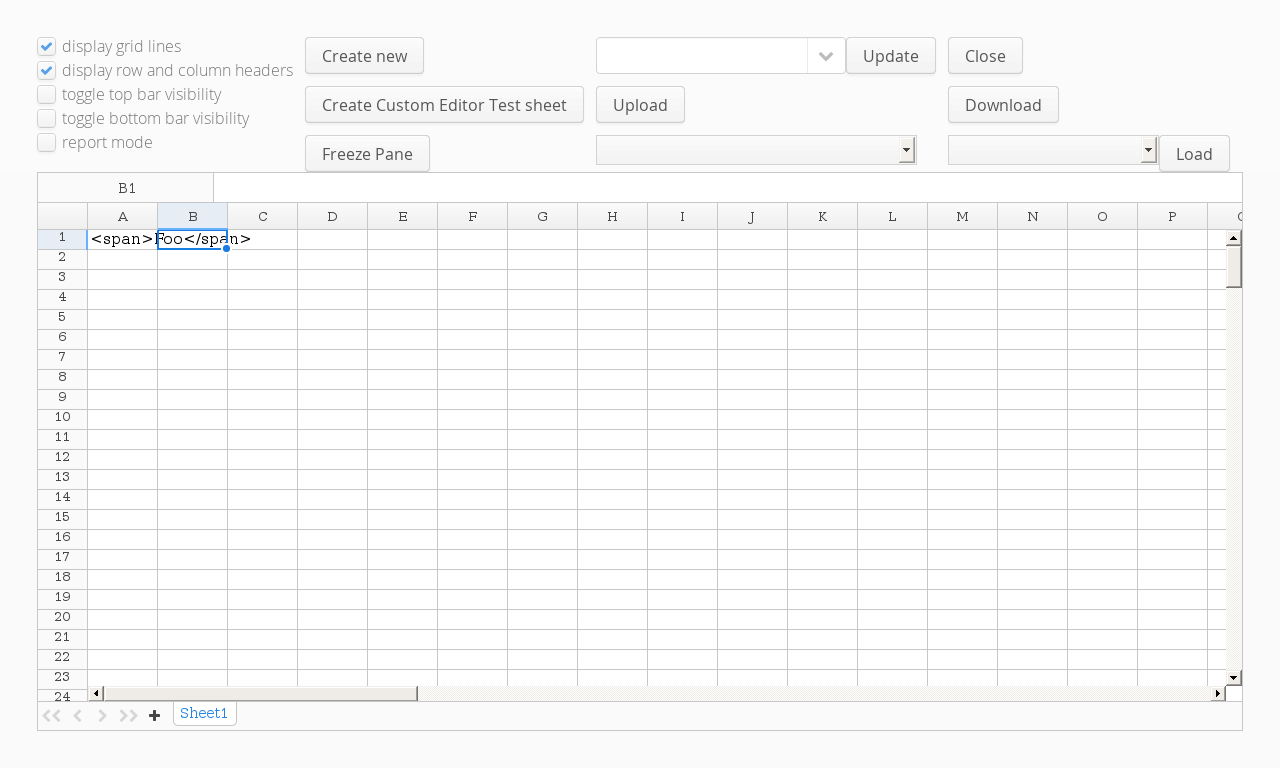 display grid lines
display row and column headers
toggle top bar visibility
toggle bottom bar visibility
report mode
Create new
Update
Close
Create Custom Editor Test sheet
Upload
Download
Freeze Pane
Load
B1
A B C D E F G H I J K L M N O P
1 <span>Foo</span>
2
3
4
5
6
7
8
9
10
11
12
13
14
15
16
17
18
19
20
21
22
23
24
Sheet1